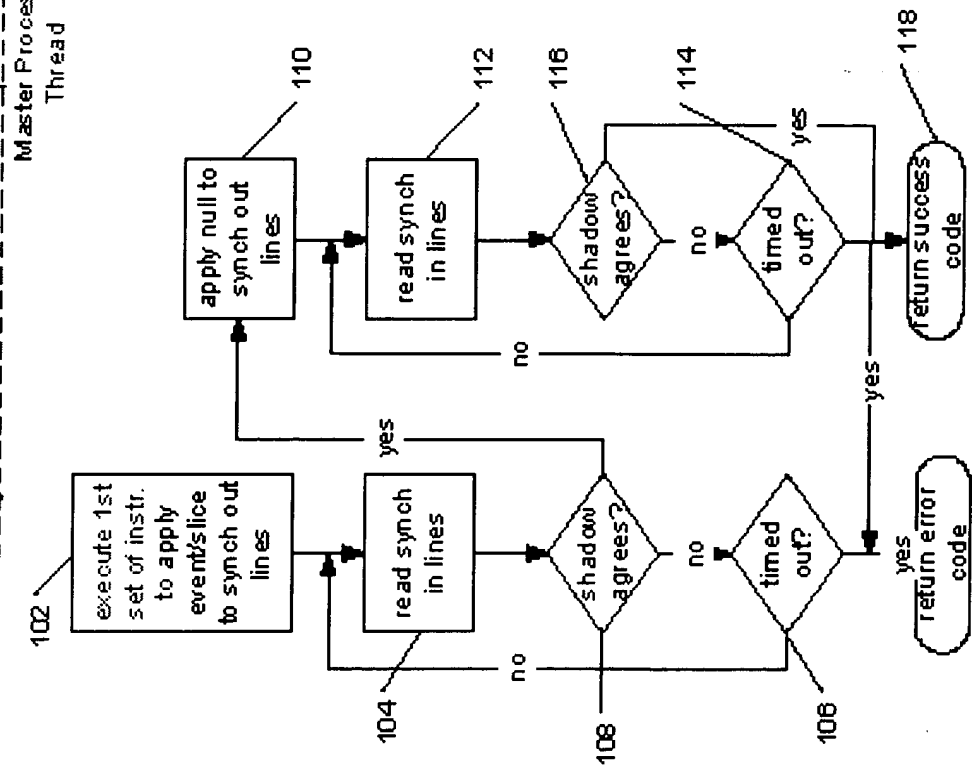 Master Proces
Thread
102
execute 1st
set of instr.
to apply
event/slice
to synch out
lines
104
read synch
in lines
108
shadow
agrees?
yes
no
106
timed
out?
no
yes
return error
code
110
apply null to
synch out
lines
112
read synch
in lines
116
shadow
agrees?
no
yes
114
timed
out?
no
yes
118
return success
code